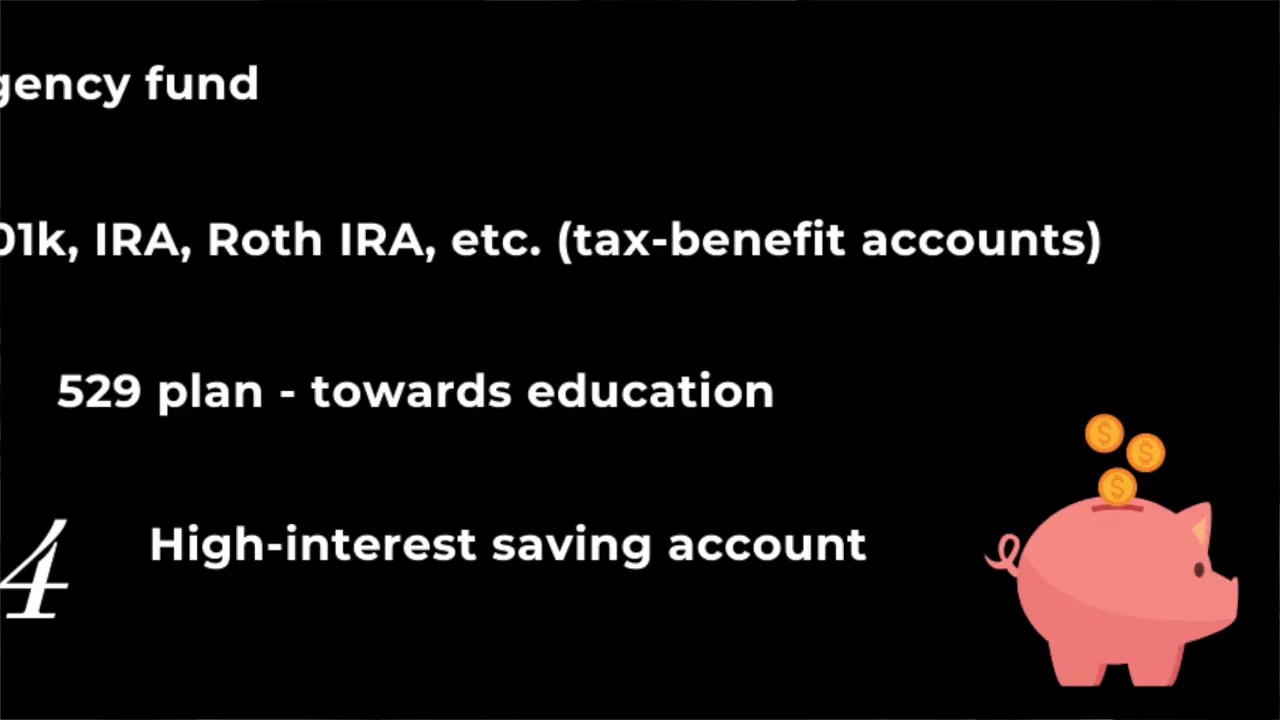 gency fund
01k, IRA, Roth IRA, etc. (tax-benefit accounts)
529 plan - towards education
4 High-interest saving account